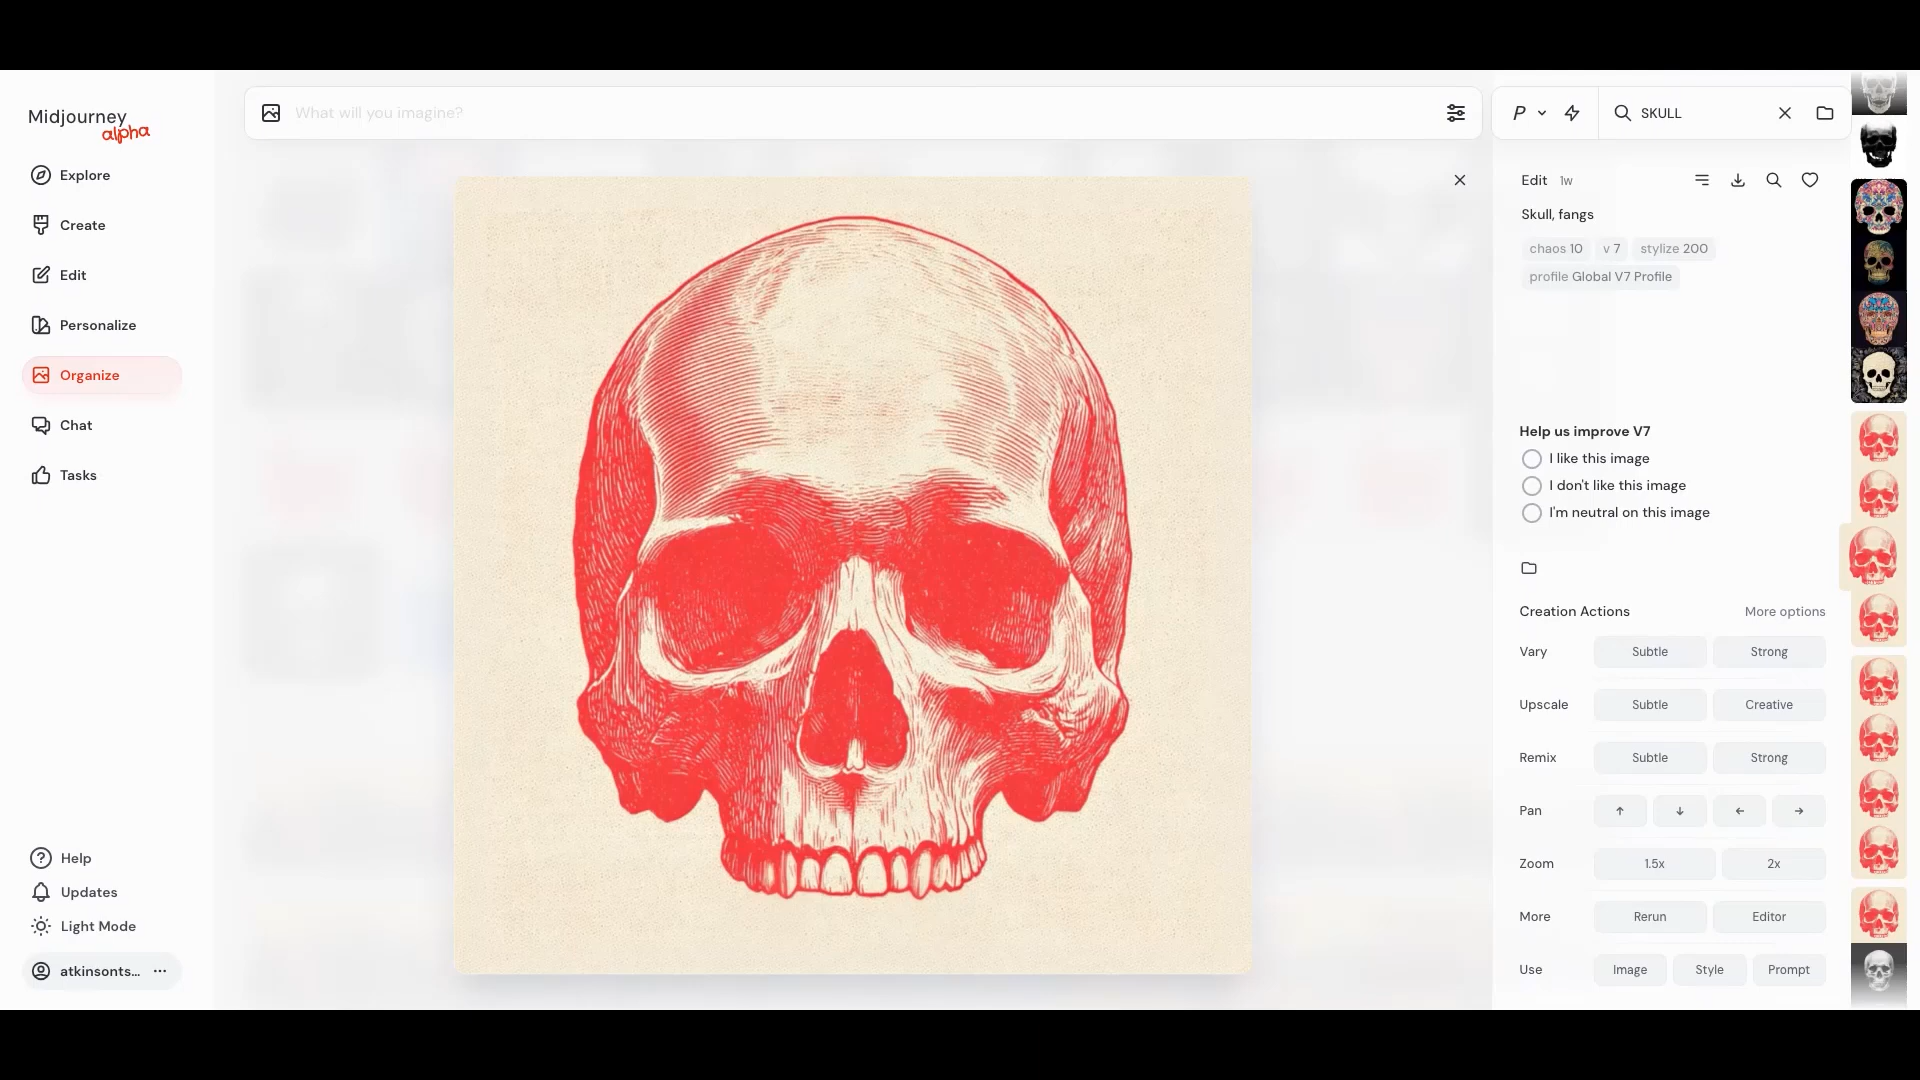 Midjourney
alpha
Explore
Create
Edit
Personalize
Organize
Chat
Tasks
Help
Updates
Light Mode
atkinsonts...
What will you imagine?
P
SKULL
Edit 1w
Skull, fangs
chaos 10 v 7 stylize 200
profile Global V7 Profile
Help us improve V7
I like this image
I don't like this image
I'm neutral on this image
Creation Actions More options
Vary Subtle Strong
Upscale Subtle Creative
Remix Subtle Strong
Pan
Zoom 1.5x 2x
More Rerun Editor
Use Image Style Prompt